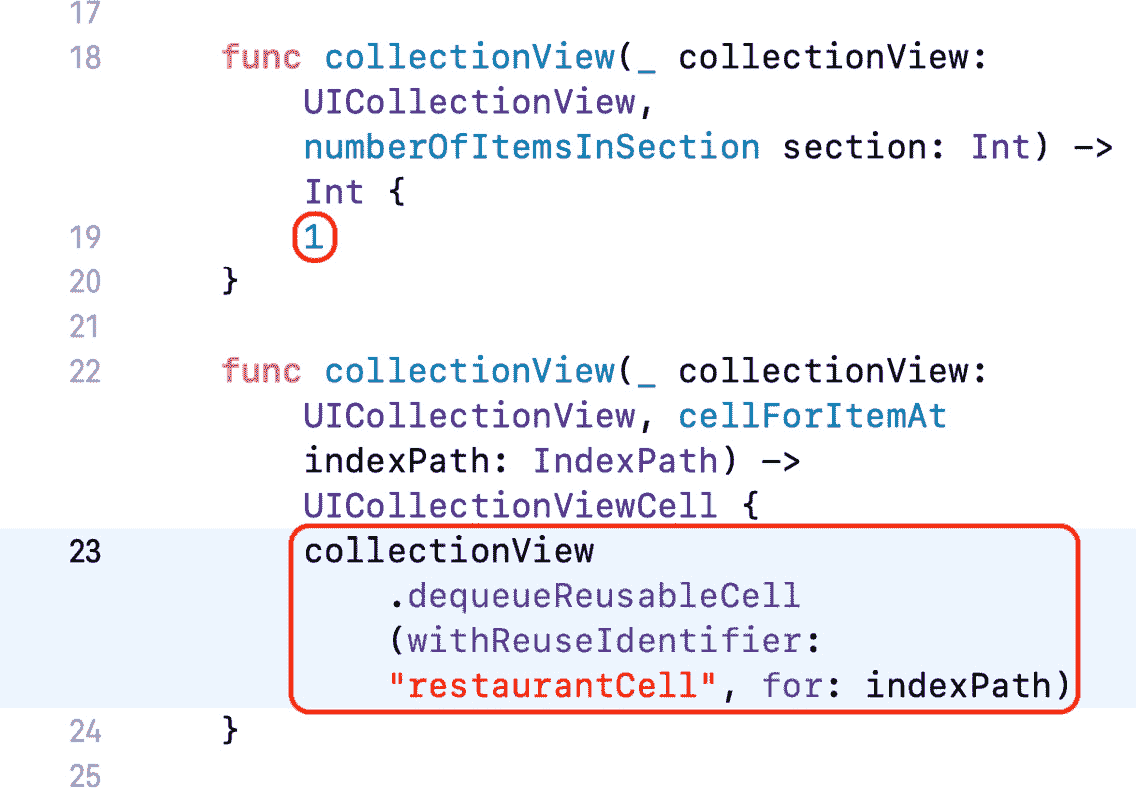 17
18 func collectionView(_ collectionView:
UICollectionView,
numberOfItemsInSection section: Int) ->
Int {
19 1
20 }
21
22 func collectionView(_ collectionView:
UICollectionView, cellForItemAt
indexPath: IndexPath) ->
UICollectionViewCell {
23 collectionView
.dequeueReusableCell
(withReuseIdentifier:
"restaurantCell", for: indexPath)
24 }
25